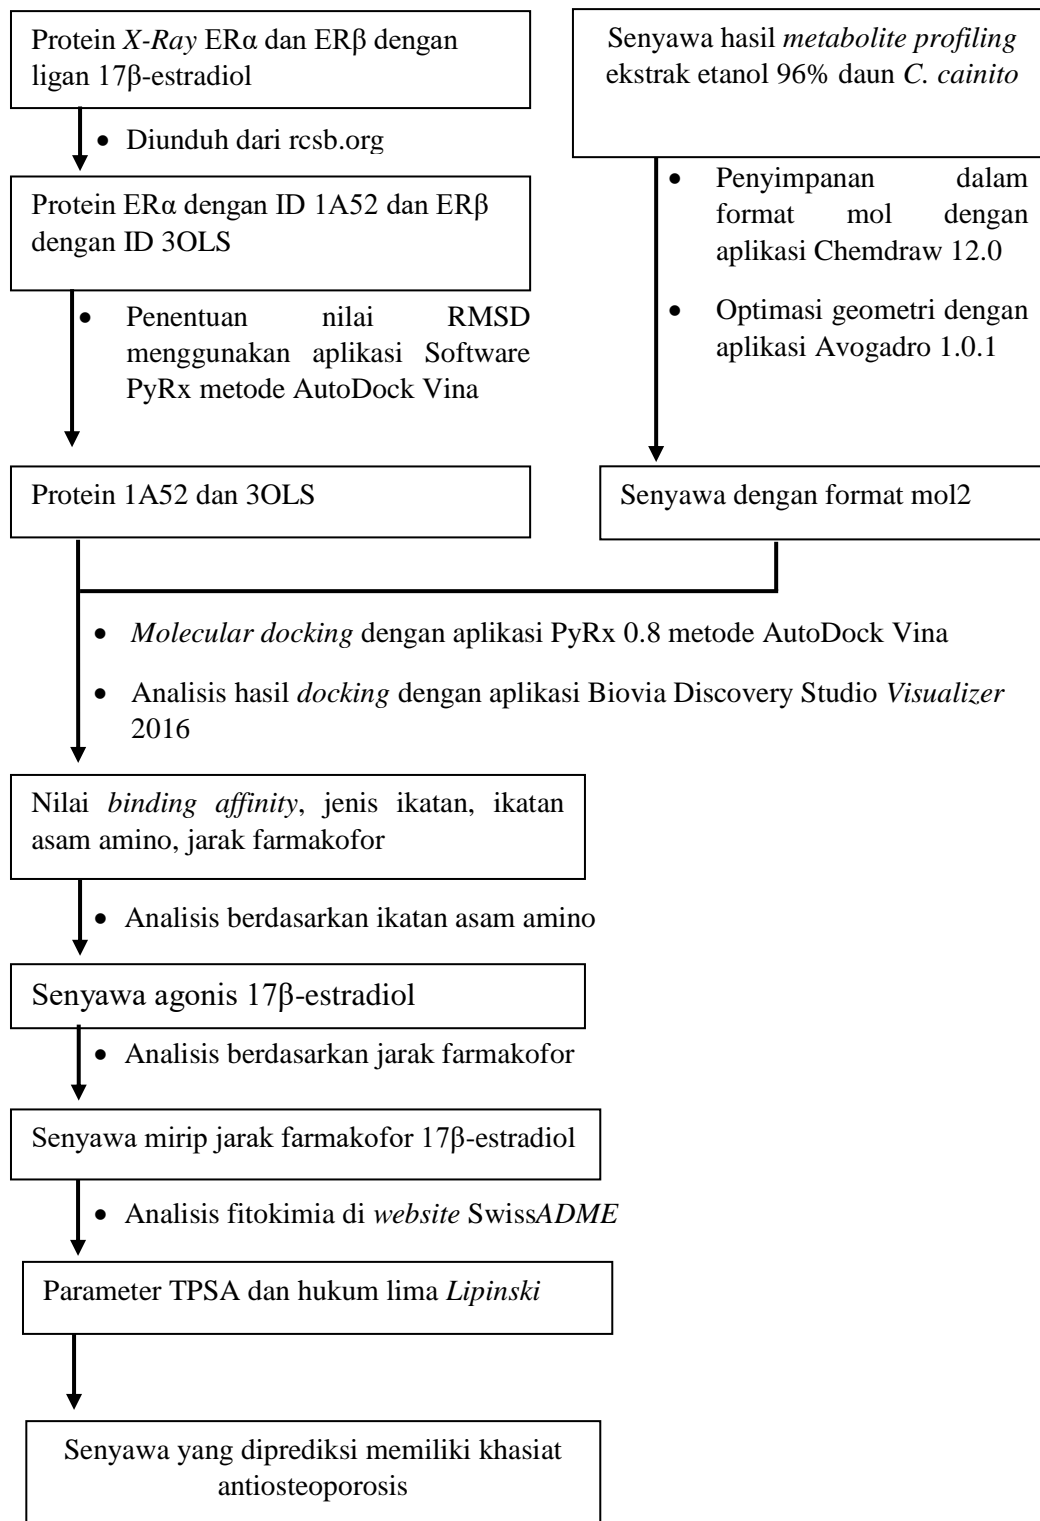 Protein X-Ray ERα dan ERβ dengan
ligan 17β-estradiol
• Diunduh dari rcsb.org
Protein ERα dengan ID 1A52 dan ERβ
dengan ID 3OLS
• Penentuan nilai RMSD
menggunakan aplikasi Software
PyRx metode AutoDock Vina
Protein 1A52 dan 3OLS
Senyawa hasil metabolite profiling
ekstrak etanol 96% daun C. cainito
• Penyimpanan dalam
format mol dengan
aplikasi Chemdraw 12.0
• Optimasi geometri dengan
aplikasi Avogadro 1.0.1
Senyawa dengan format mol2
• Molecular docking dengan aplikasi PyRx 0.8 metode AutoDock Vina
• Analisis hasil docking dengan aplikasi Biovia Discovery Studio Visualizer
2016
Nilai binding affinity, jenis ikatan, ikatan
asam amino, jarak farmakofor
• Analisis berdasarkan ikatan asam amino
Senyawa agonis 17β-estradiol
• Analisis berdasarkan jarak farmakofor
Senyawa mirip jarak farmakofor 17β-estradiol
• Analisis fitokimia di website SwissADME
Parameter TPSA dan hukum lima Lipinski
Senyawa yang diprediksi memiliki khasiat
antiosteoporosis